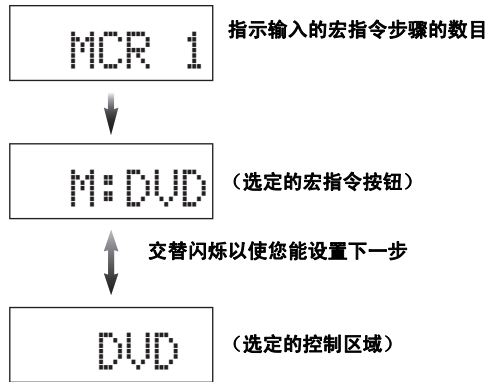 MCR 1
指示输入的宏指令步骤的数目
M:DVD
（选定的宏指令按钮）
交替闪烁以使您能设置下一步
DVD
（选定的控制区域）